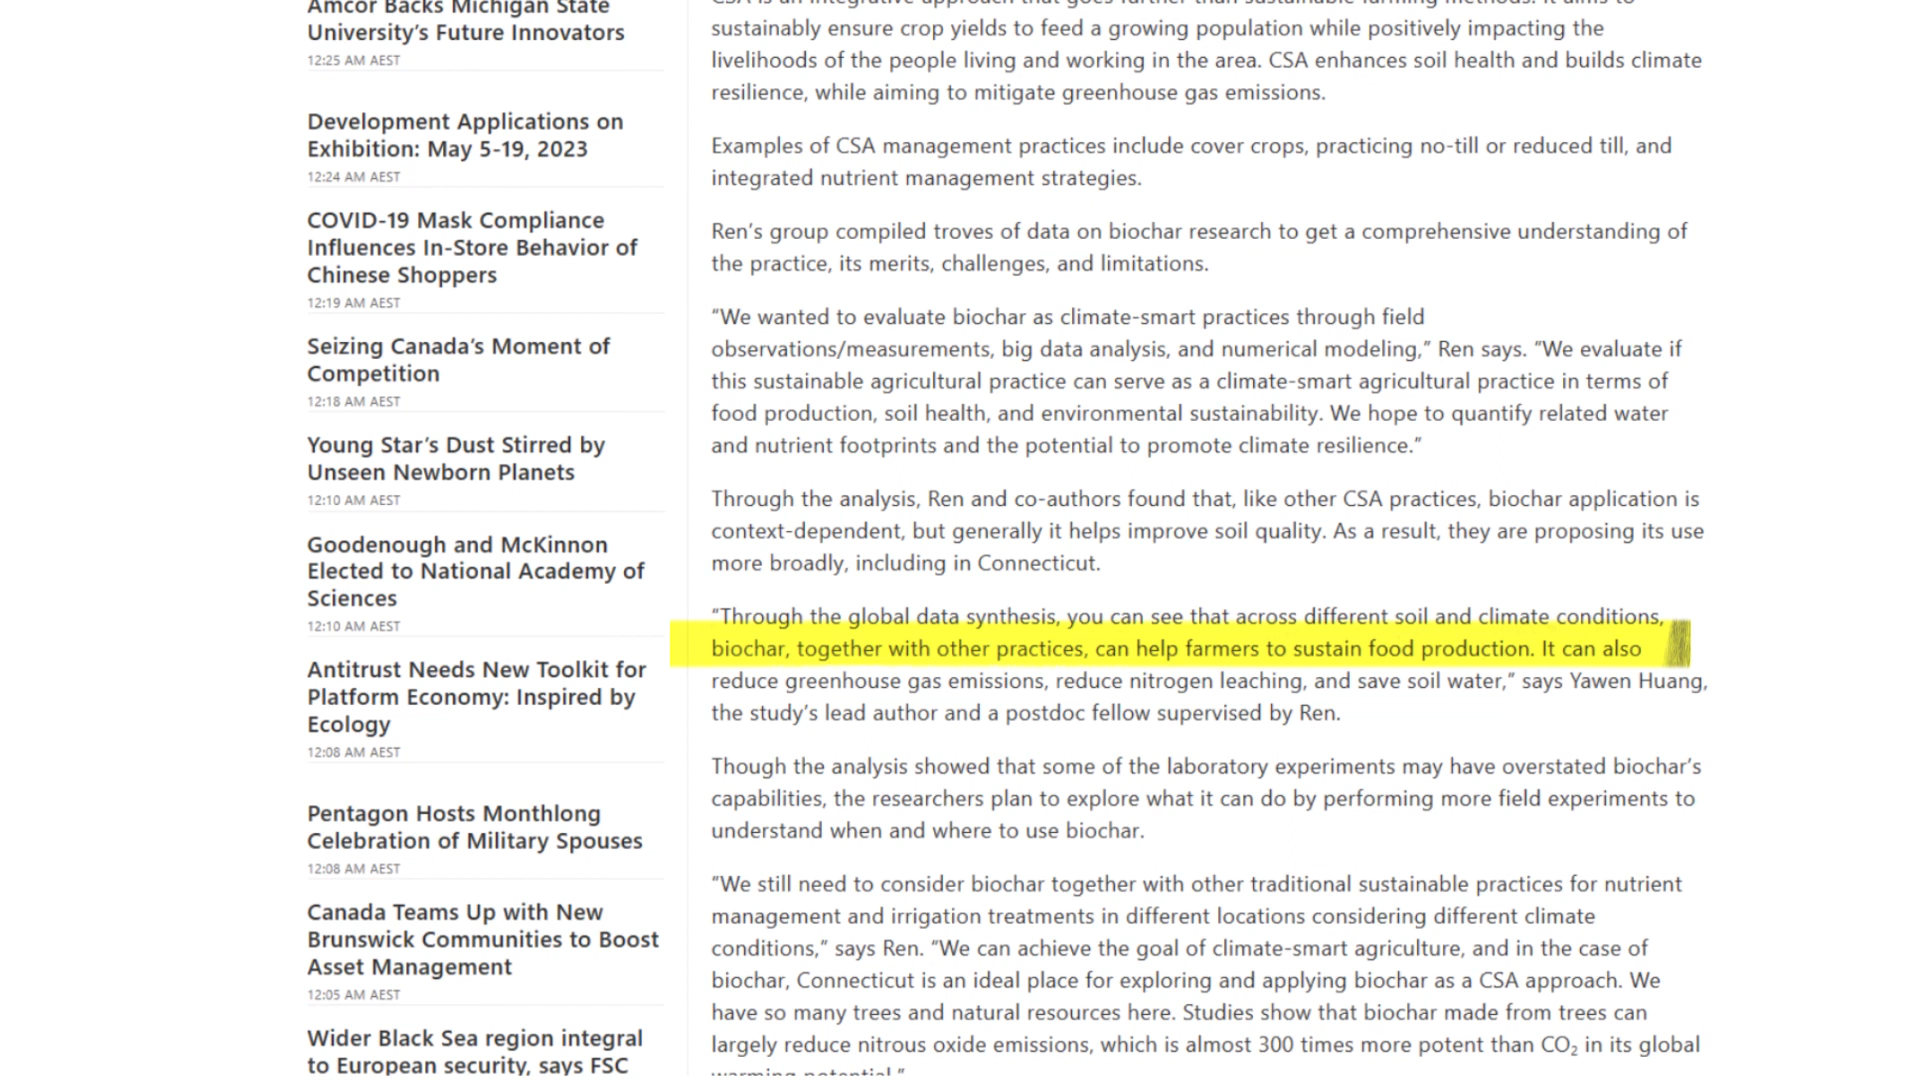 Amcor Backs Michigan State
University's Future Innovators
12:25 AM AEST
Development Applications on
Exhibition: May 5-19, 2023
12:24 AM AEST
COVID-19 Mask Compliance
Influences In-Store Behavior of
Chinese Shoppers
12:19 AM AEST
Seizing Canada's Moment of
Competition
12:18 AM AEST
Young Star's Dust Stirred by
Unseen Newborn Planets
12:10 AM AEST
Goodenough and McKinnon
Elected to National Academy of
Sciences
12:10 AM AEST
Antitrust Needs New Toolkit for
Platform Economy: Inspired by
Ecology
12:08 AM AEST
Pentagon Hosts Monthlong
Celebration of Military Spouses
12:08 AM AEST
Canada Teams Up with New
Brunswick Communities to Boost
Asset Management
12:05 AM AEST
Wider Black Sea region integral
to European security, says FSC
CSA is an integrative approach that goes further than sustainable farming methods. It aims to
sustainably ensure crop yields to feed a growing population while positively impacting the
livelihoods of the people living and working in the area. CSA enhances soil health and builds climate
resilience, while aiming to mitigate greenhouse gas emissions.
Examples of CSA management practices include cover crops, practicing no-till or reduced till, and
integrated nutrient management strategies.
Ren's group compiled troves of data on biochar research to get a comprehensive understanding of
the practice, its merits, challenges, and limitations.
"We wanted to evaluate biochar as climate-smart practices through field
observations/measurements, big data analysis, and numerical modeling," Ren says. "We evaluate if
this sustainable agricultural practice can serve as a climate-smart agricultural practice in terms of
food production, soil health, and environmental sustainability. We hope to quantify related water
and nutrient footprints and the potential to promote climate resilience."
Through the analysis, Ren and co-authors found that, like other CSA practices, biochar application is
context-dependent, but generally it helps improve soil quality. As a result, they are proposing its use
more broadly, including in Connecticut.
"Through the global data synthesis, you can see that across different soil and climate conditions,
biochar, together with other practices, can help farmers to sustain food production. It can also
reduce greenhouse gas emissions, reduce nitrogen leaching, and save soil water," says Yawen Huang,
the study's lead author and a postdoc fellow supervised by Ren.
Though the analysis showed that some of the laboratory experiments may have overstated biochar's
capabilities, the researchers plan to explore what it can do by performing more field experiments to
understand when and where to use biochar.
"We still need to consider biochar together with other traditional sustainable practices for nutrient
management and irrigation treatments in different locations considering different climate
conditions," says Ren. "We can achieve the goal of climate-smart agriculture, and in the case of
biochar, Connecticut is an ideal place for exploring and applying biochar as a CSA approach. We
have so many trees and natural resources here. Studies show that biochar made from trees can
largely reduce nitrous oxide emissions, which is almost 300 times more potent than CO₂ in its global
warming potential."